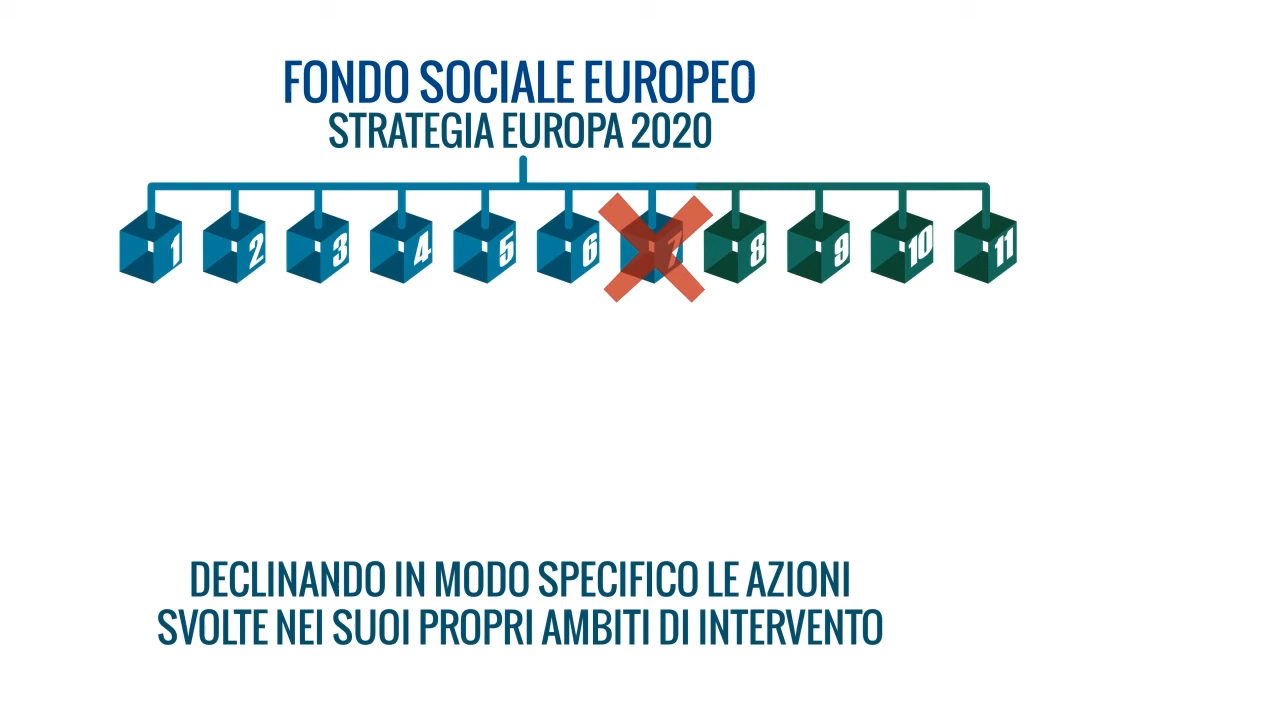 FONDO SOCIALE EUROPEO
STRATEGIA EUROPA 2020
1 2 3 4 5 6 7 8 9 10 11
DECLINANDO IN MODO SPECIFICO LE AZIONI
SVOLTE NEI SUOI PROPRI AMBITI DI INTERVENTO